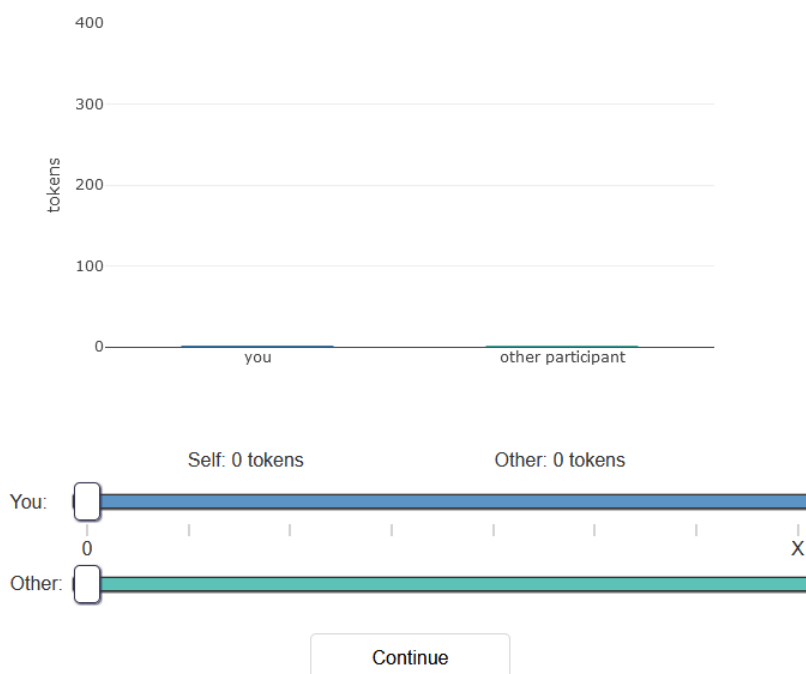 400
300
200
100
0
tokens
you other participant
Self: 0 tokens Other: 0 tokens
You:
0 X
Other:
Continue